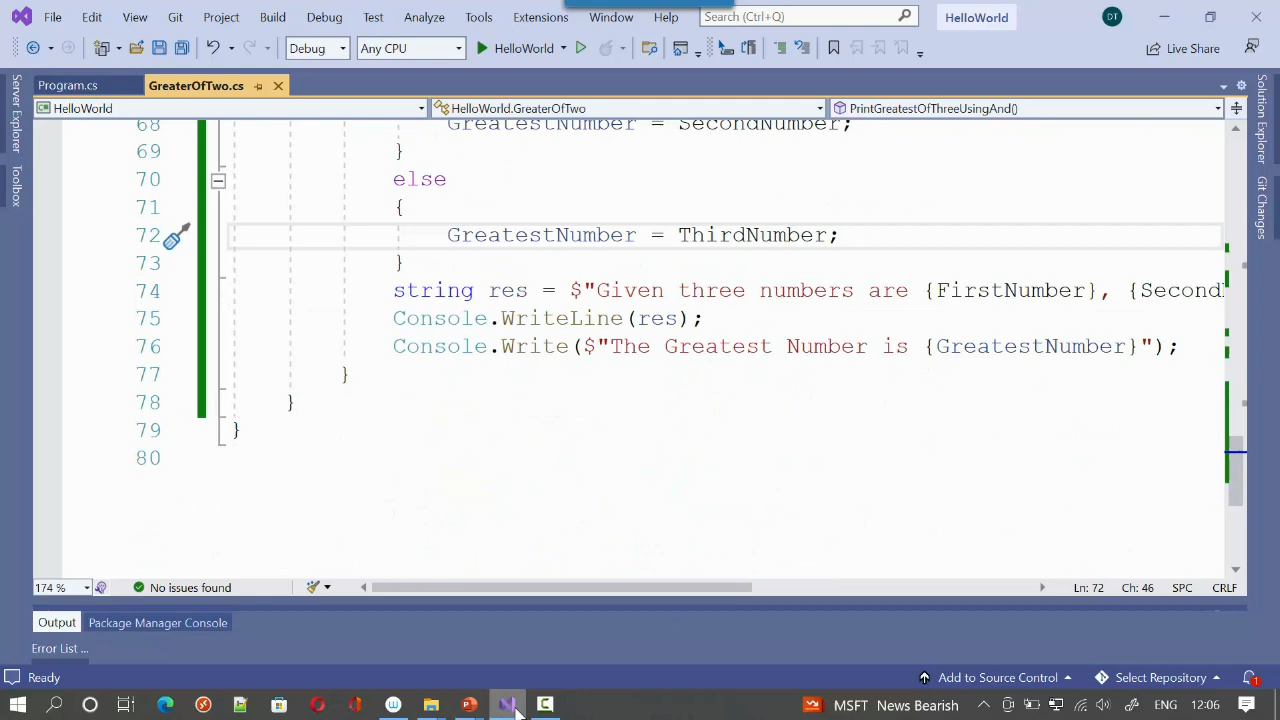 File Edit View Git Project Build Debug Test Analyze Tools Extensions Window Help Search (Ctrl+Q) HelloWorld DT
Debug Any CPU HelloWorld Live Share
Program.cs GreaterOfTwo.cs
HelloWorld HelloWorld.GreaterOfTwo PrintGreatestOfThreeUsingAnd()
Server Explorer
Toolbox
Solution Explorer
Git Changes
68 GreatestNumber = SecondNumber;
69 }
70 else
71 {
72 GreatestNumber = ThirdNumber;
73 }
74 string res = $"Given three numbers are {FirstNumber}, {Second
75 Console.WriteLine(res);
76 Console.Write($"The Greatest Number is {GreatestNumber}");
77 }
78 }
79 }
80
174 % No issues found Ln: 72 Ch: 46 SPC CRLF
Output Package Manager Console
Error List ...
Ready Add to Source Control Select Repository 1
MSFT News Bearish ENG 12:06